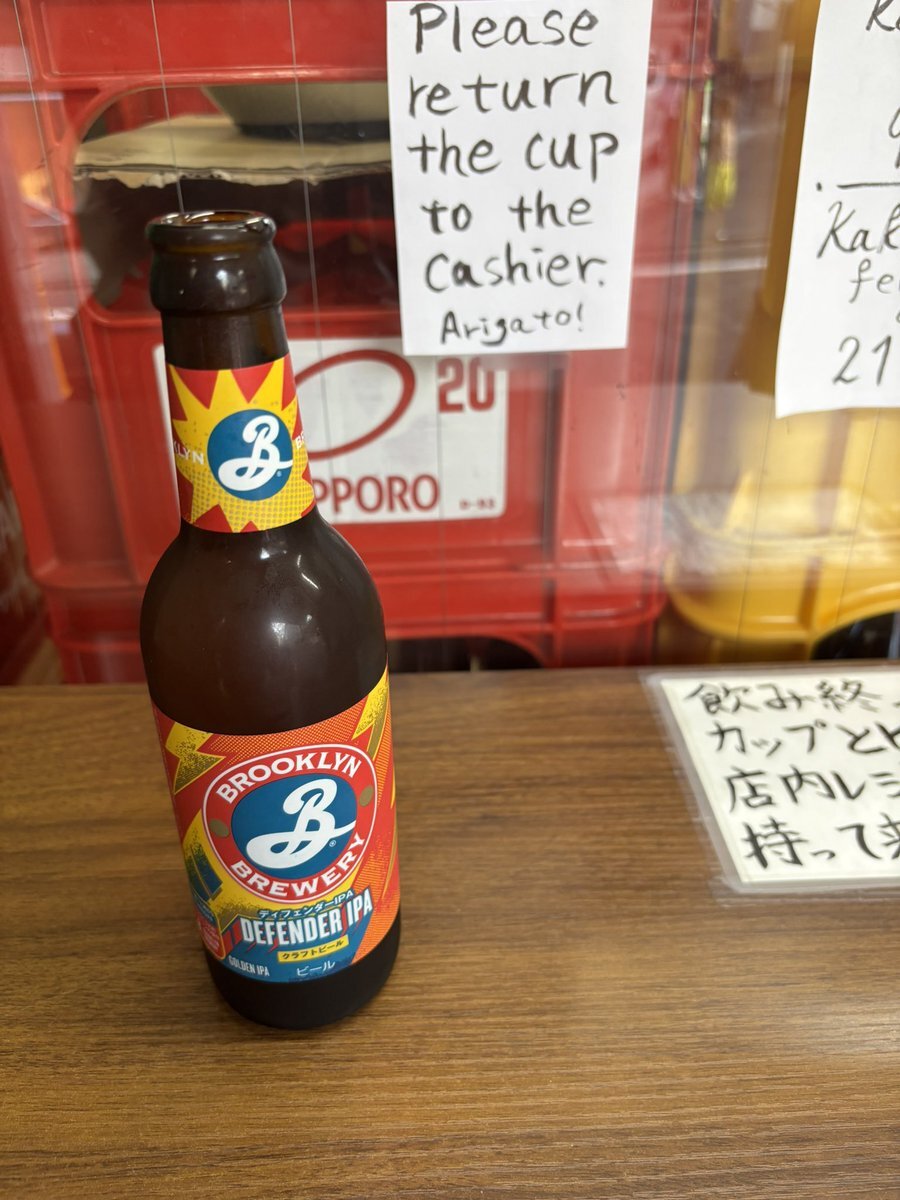 Please
return
the cup
to the
cashier.
Arigato!
21
20
PPORO
B
BROOKLYN
B
BREWERY
ディフェンダーIPA
DEFENDER IPA
クラフトビール
GOLDEN IPA
ビール
飲み終
カップと
店内レ
持って